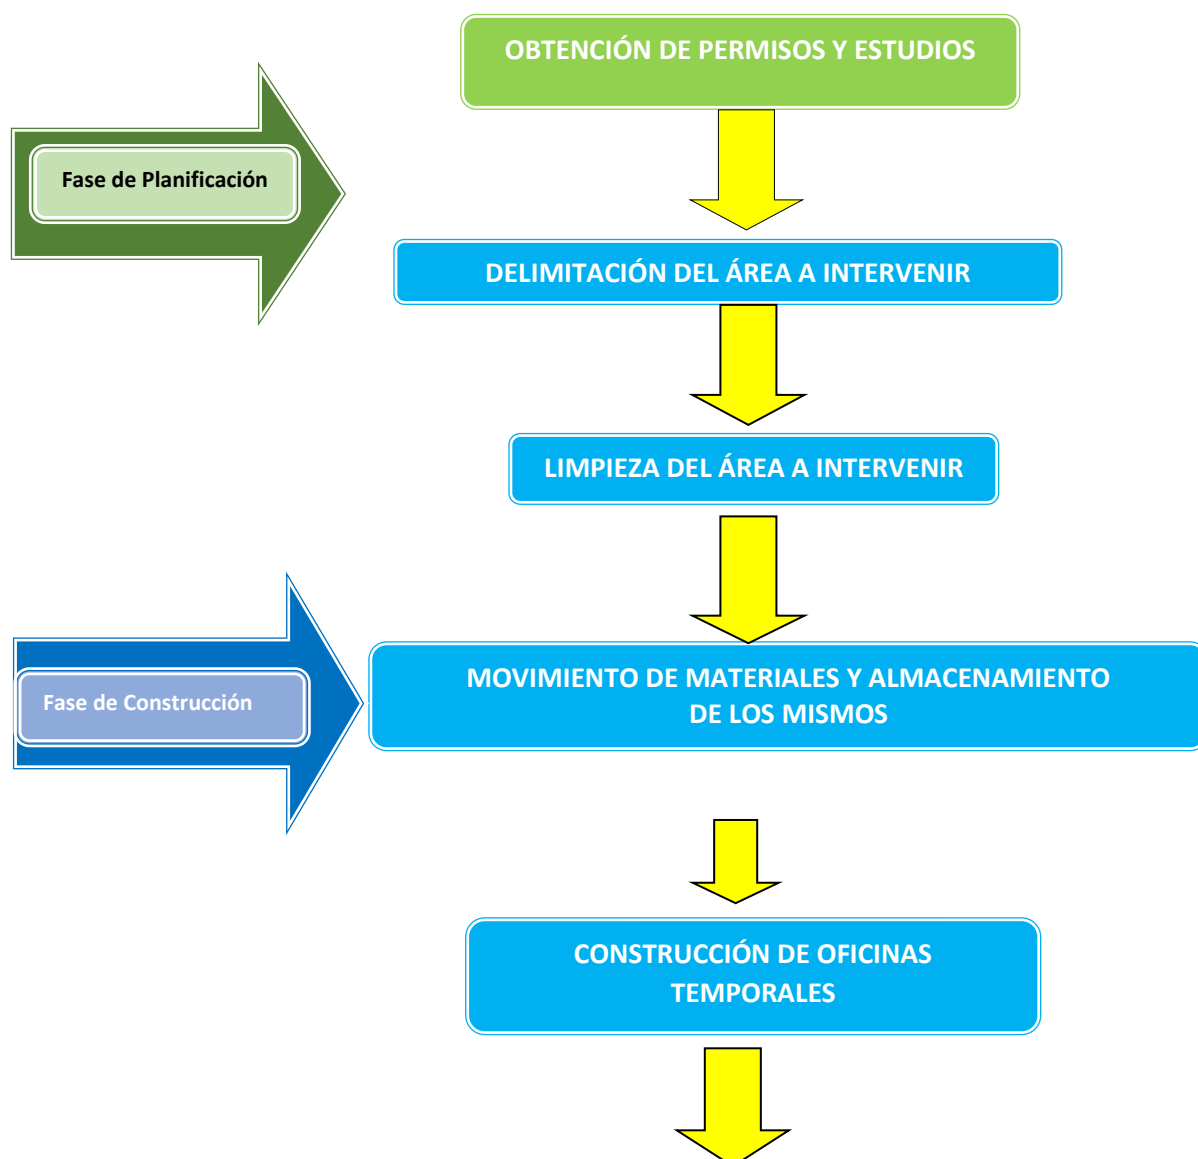 OBTENCIÓN DE PERMISOS Y ESTUDIOS
Fase de Planificación
DELIMITACIÓN DEL ÁREA A INTERVENIR
LIMPIEZA DEL ÁREA A INTERVENIR
MOVIMIENTO DE MATERIALES Y ALMACENAMIENTO
DE LOS MISMOS
Fase de Construcción
CONSTRUCCIÓN DE OFICINAS
TEMPORALES